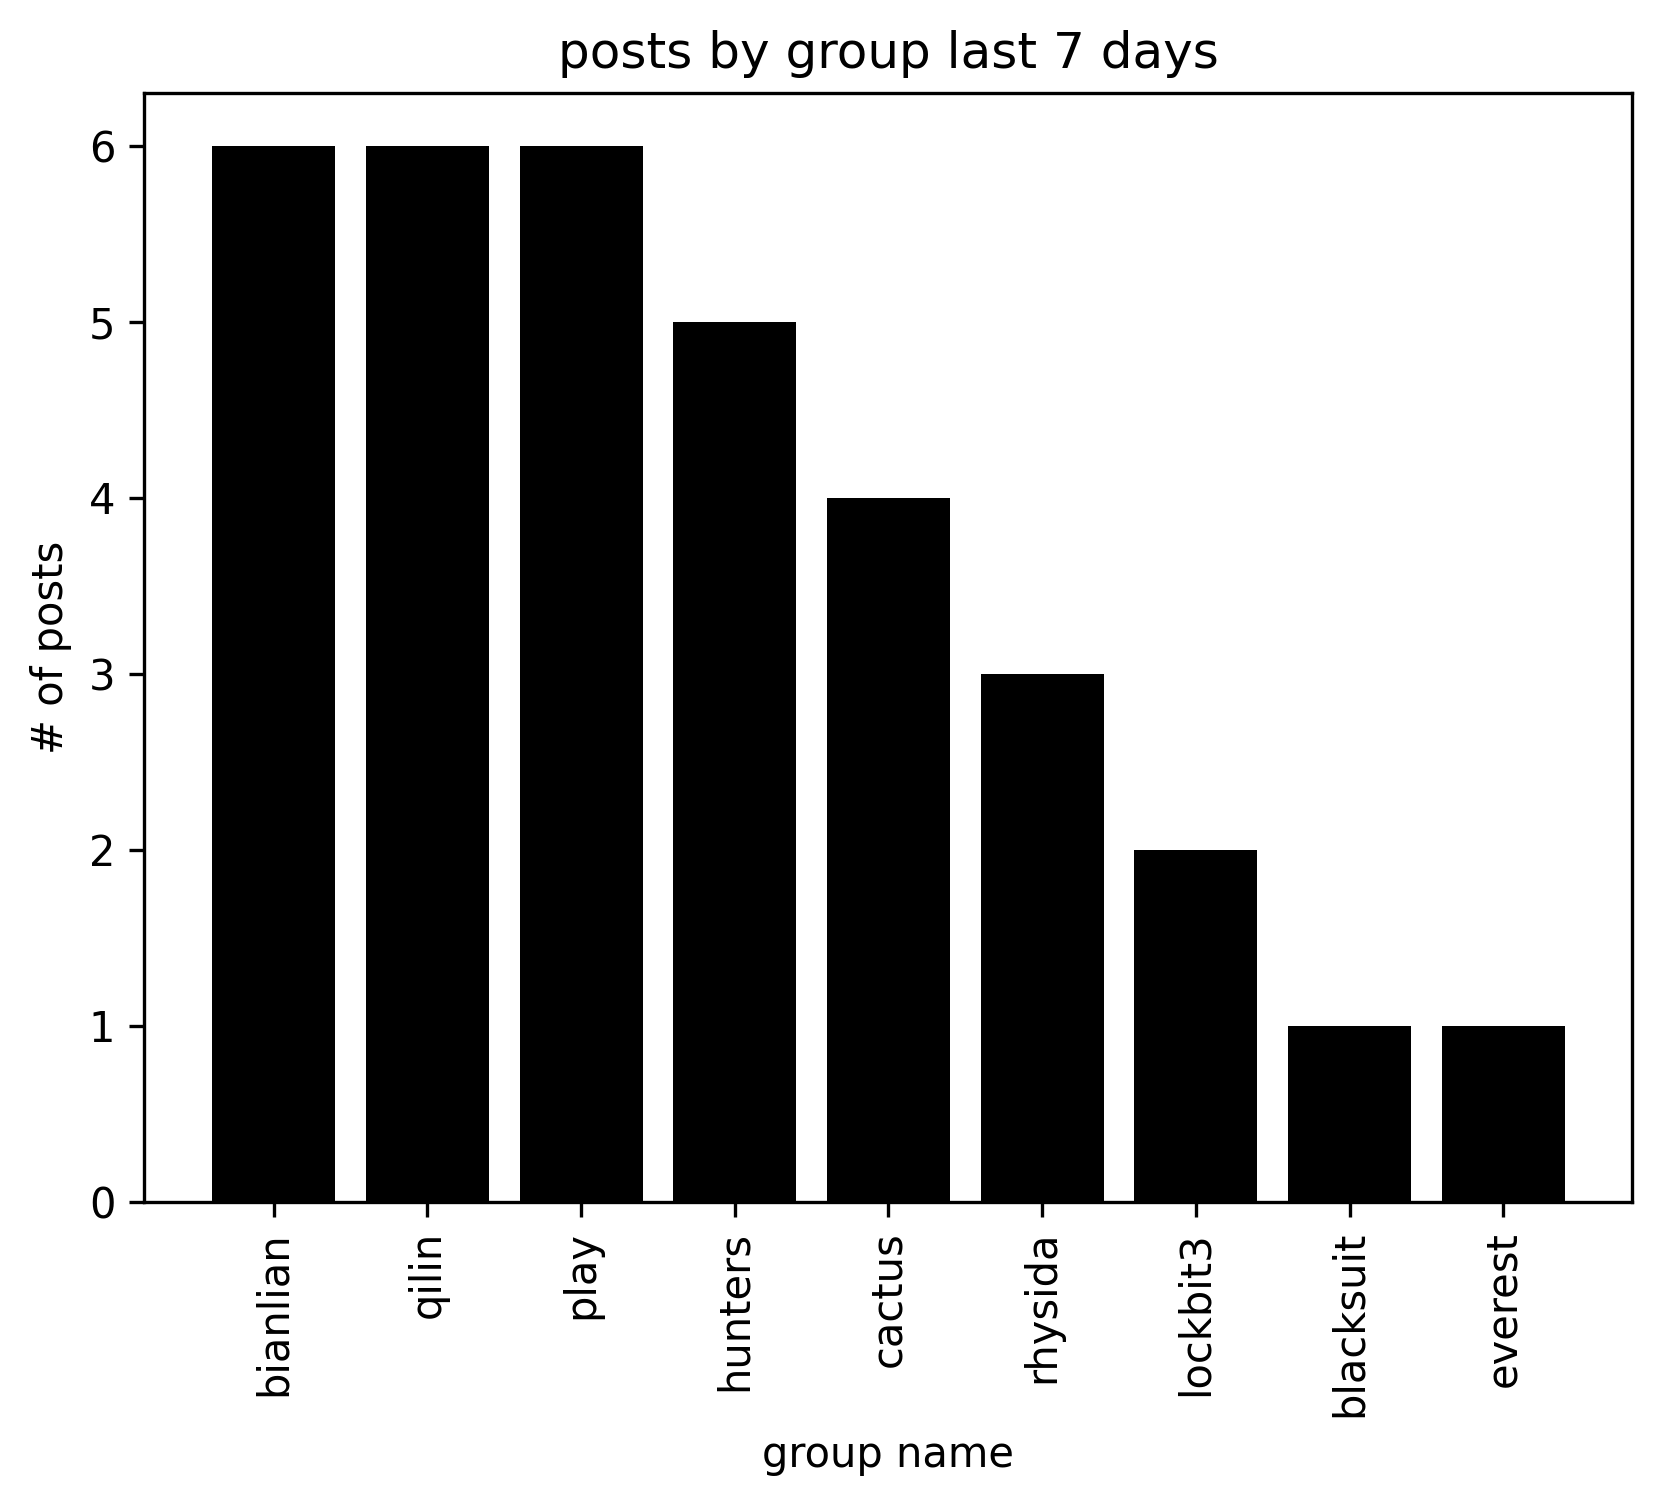 posts by group last 7 days
6
5
4
3
2
1
0
# of posts
bianlian
qilin
play
hunters
cactus
rhysida
lockbit3
blacksuit
everest
group name